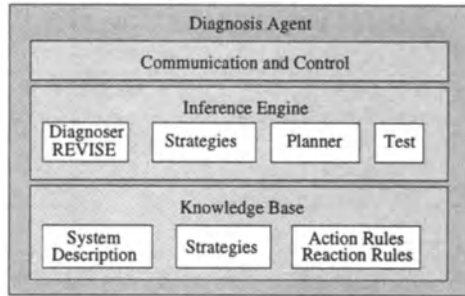 Diagnosis Agent
Communication and Control
Inference Engine
Diagnoser
REVISE
Strategies
Planner
Test
Knowledge Base
System
Description
Strategies
Action Rules
Reaction Rules